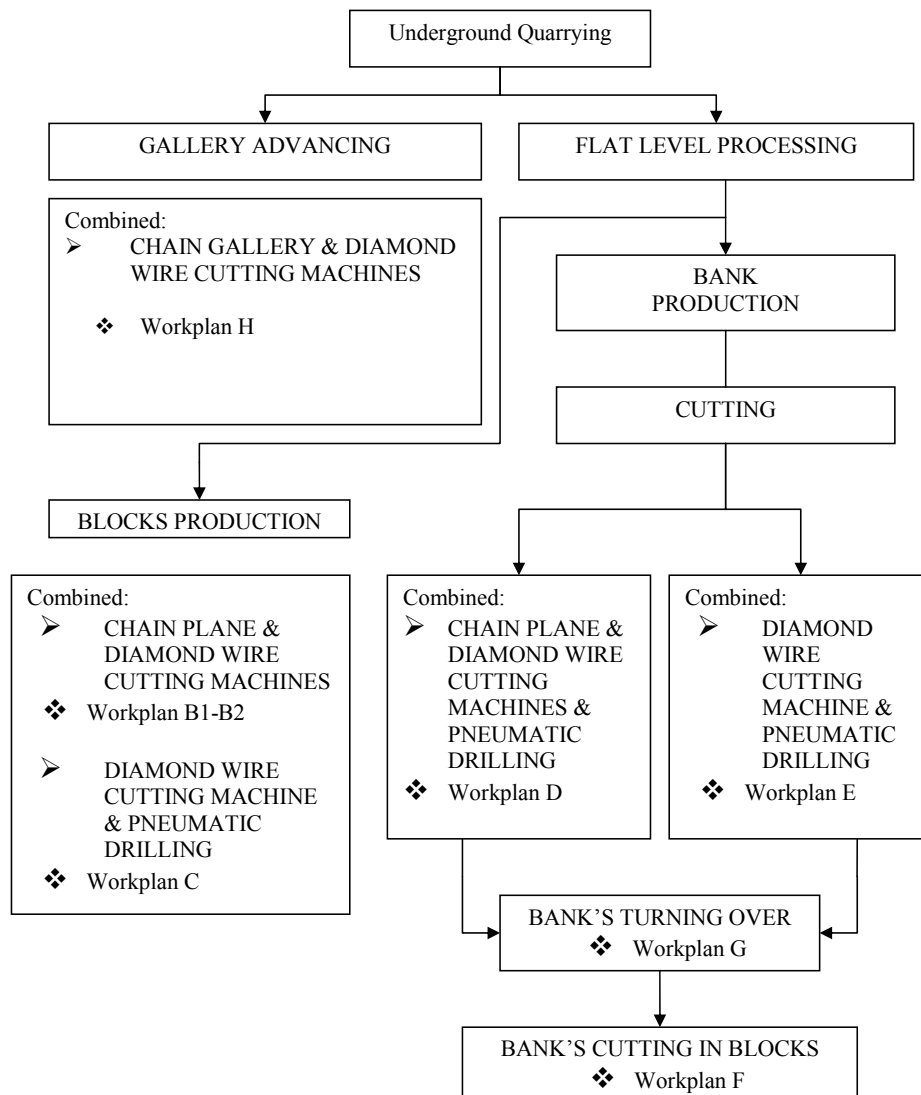 Underground Quarrying
GALLERY ADVANCING
FLAT LEVEL PROCESSING
Combined:
➢ CHAIN GALLERY & DIAMOND
WIRE CUTTING MACHINES
❖ Workplan H
BANK
PRODUCTION
CUTTING
BLOCKS PRODUCTION
Combined:
➢ CHAIN PLANE &
DIAMOND WIRE
CUTTING MACHINES
❖ Workplan B1-B2
➢ DIAMOND WIRE
CUTTING MACHINE
& PNEUMATIC
DRILLING
❖ Workplan C
Combined:
➢ CHAIN PLANE &
DIAMOND WIRE
CUTTING
MACHINES &
PNEUMATIC
DRILLING
❖ Workplan D
Combined:
➢ DIAMOND
WIRE
CUTTING
MACHINE &
PNEUMATIC
DRILLING
❖ Workplan E
BANK’S TURNING OVER
❖ Workplan G
BANK’S CUTTING IN BLOCKS
❖ Workplan F